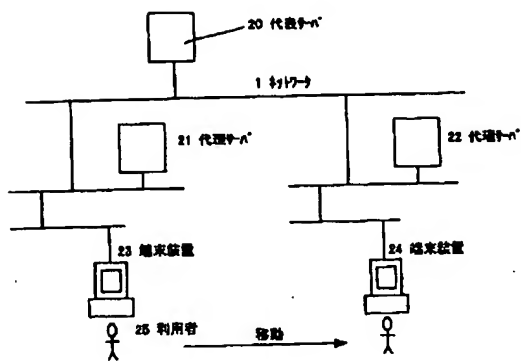 20 代表サーバ
1 ネットワーク
21 代理サーバ
22 代理サーバ
23 端末装置
24 端末装置
25 利用者
移動